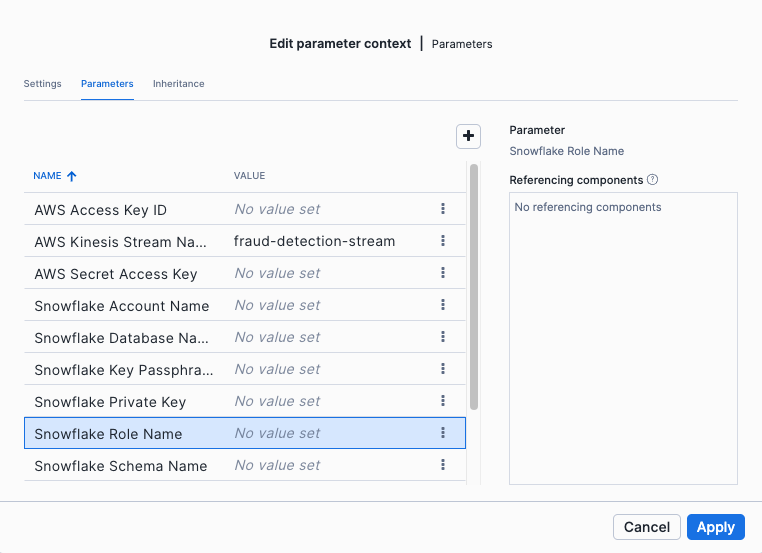 Edit parameter context | Parameters
Settings Parameters Inheritance
NAME VALUE
AWS Access Key ID No value set
AWS Kinesis Stream Na... fraud-detection-stream
AWS Secret Access Key No value set
Snowflake Account Name No value set
Snowflake Database Na... No value set
Snowflake Key Passphra... No value set
Snowflake Private Key No value set
Snowflake Role Name No value set
Snowflake Schema Name No value set
Parameter
Snowflake Role Name
Referencing components
No referencing components
Cancel Apply